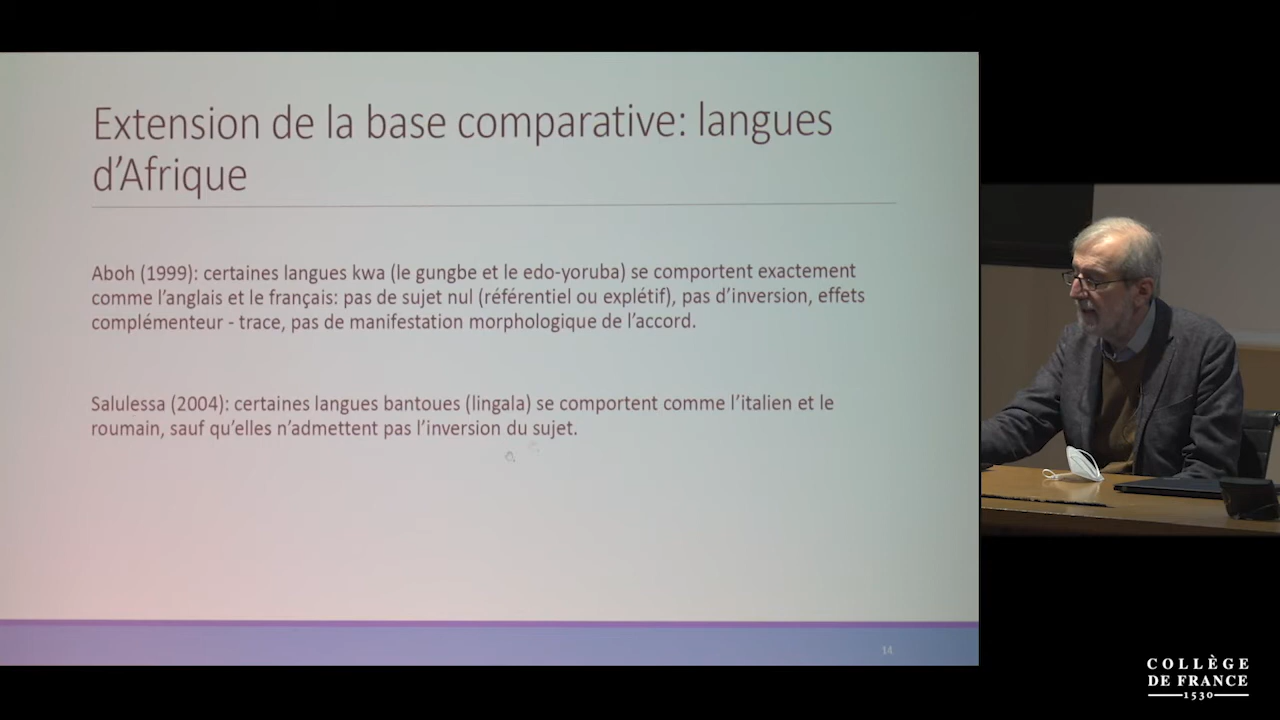 Extension de la base comparative: langues
d’Afrique
Aboh (1999): certaines langues kwa (le gungbe et le edo-yoruba) se comportent exactement
comme l’anglais et le français: pas de sujet nul (référentiel ou explétif), pas d’inversion, effets
complémenteur - trace, pas de manifestation morphologique de l’accord.
Salulessa (2004): certaines langues bantoues (lingala) se comportent comme l’italien et le
roumain, sauf qu’elles n’admettent pas l’inversion du sujet.
14
COLLÈGE
DE FRANCE
1530